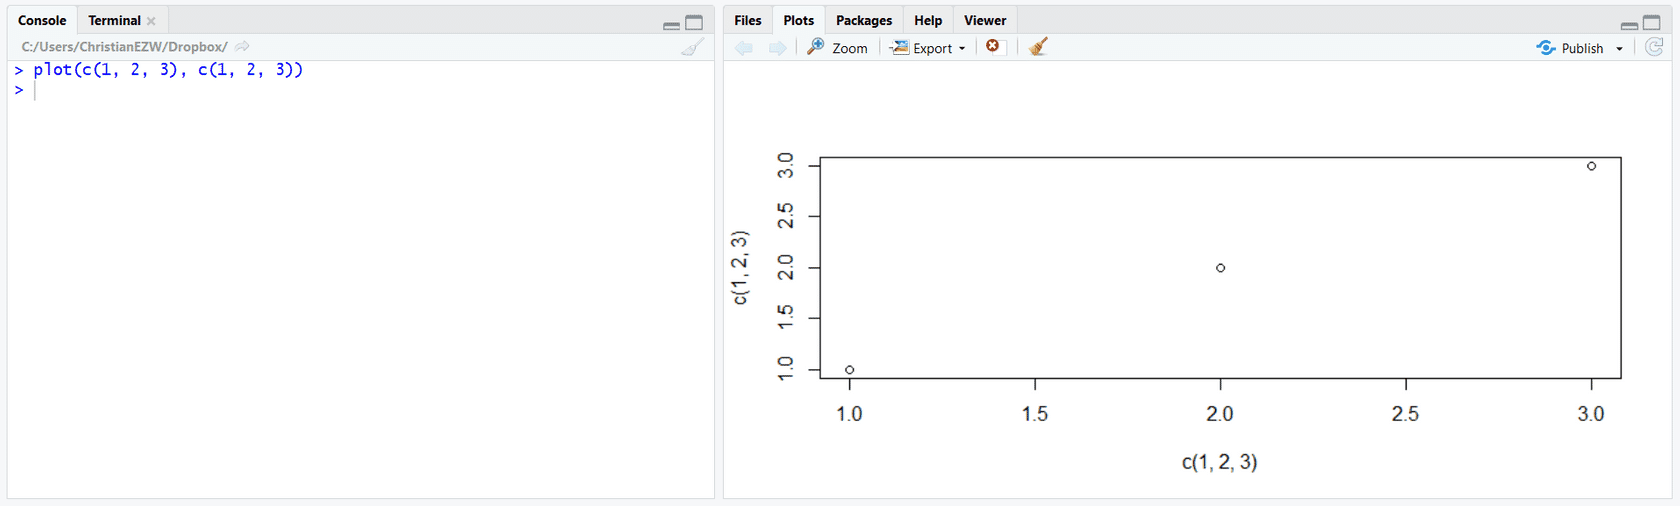 Console Terminal
C:/Users/ChristianEZW/Dropbox/
> plot(c(1, 2, 3), c(1, 2, 3))
>
Files Plots Packages Help Viewer
Zoom Export Publish
c(1, 2, 3)
3.0
2.5
2.0
1.5
1.0
1.0 1.5 2.0 2.5 3.0
c(1, 2, 3)